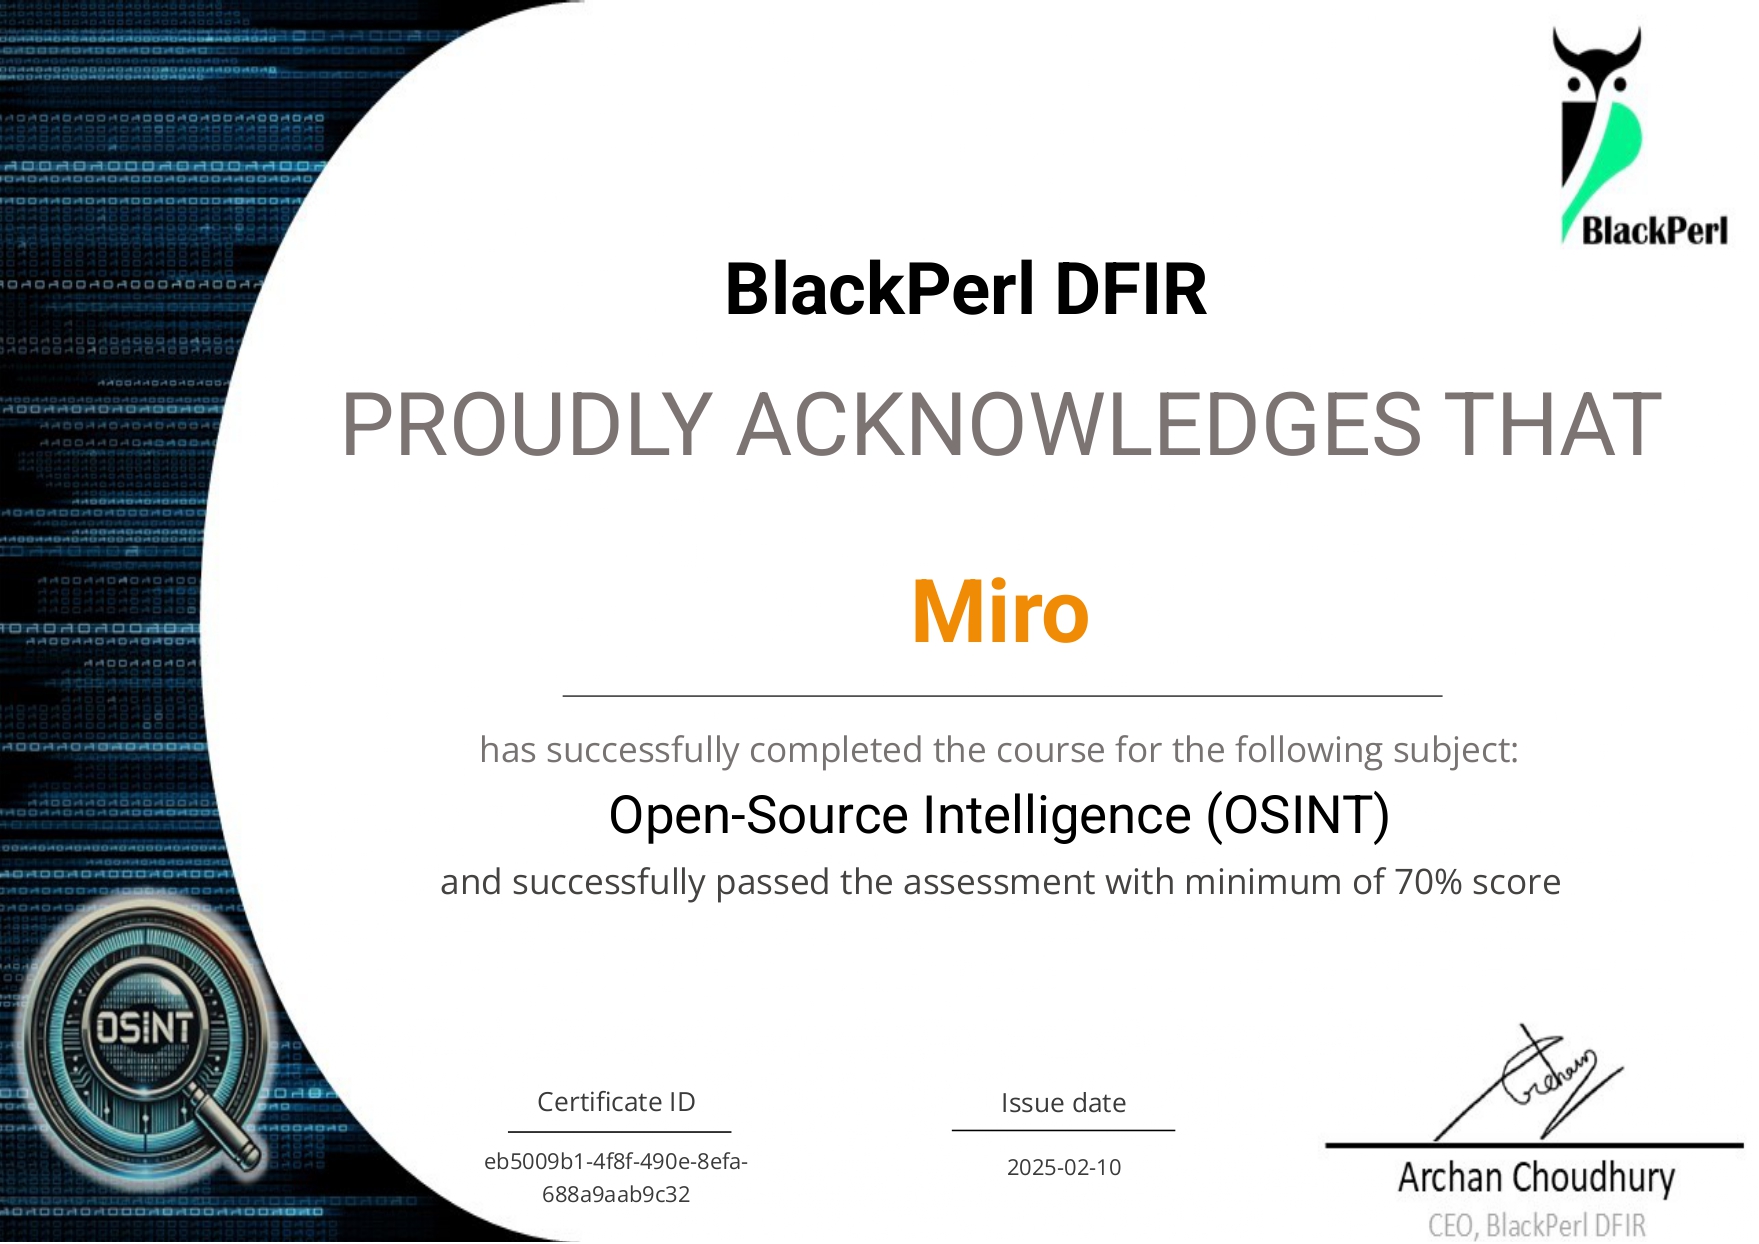 BlackPerl
BlackPerl DFIR
PROUDLY ACKNOWLEDGES THAT
Miro
has successfully completed the course for the following subject:
Open-Source Intelligence (OSINT)
and successfully passed the assessment with minimum of 70% score
OSINT
Certificate ID
eb5009b1-4f8f-490e-8efa-
688a9aab9c32
Issue date
2025-02-10
Archan Choudhury
CEO, BlackPerl DFIR